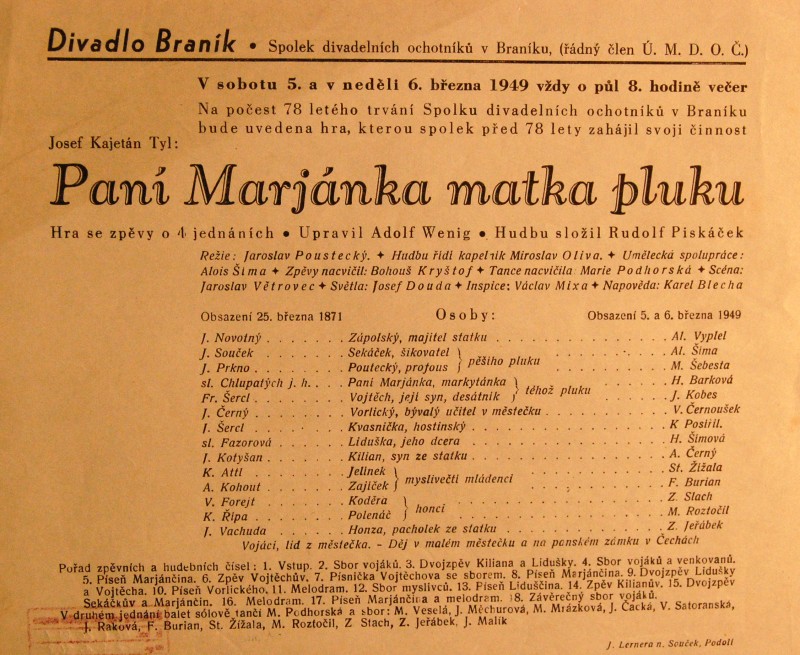 Divadlo Braník • Spolek divadelních ochotníků v Braníku, (řádný člen Ú. M. D. O. Č.)
V sobotu 5. a v neděli 6. března 1949 vždy o půl 8. hodině večer
Na počest 78 letého trvání Spolku divadelních ochotníků v Braníku
bude uvedena hra, kterou spolek před 78 lety zahájil svoji činnost
Josef Kajetán Tyl:
Paní Marjánka matka pluku
Hra se zpěvy o 4 jednáních • Upravil Adolf Wenig • Hudbu složil Rudolf Piskáček
Režie: Jaroslav Poustecký. ✦ Hudbu řídí kapelník Miroslav Oliva. ✦ Umělecká spolupráce:
Alois Šima ✦ Zpěvy nacvičil: Bohouš Kryštof ✦ Tance nacvičila Marie Podhorská ✦ Scéna:
Jaroslav Větrovec ✦ Světla: Josef Douda ✦ Inspice: Václav Mixa ✦ Napověda: Karel Blecha
Obsazení 25. března 1871 Osoby: Obsazení 5. a 6. března 1949
J. Novotný . . . . . . . Zápolský, majitel statku . . . . . . . . . . . . . Al. Vyplel
J. Souček . . . . . . . Sekáček, šikovatel } pěšího pluku . . . . . . . Al. Šima
J. Prkno . . . . . . . Poutecký, profous } . . . . . . . M. Šebesta
sl. Chlupatých j. h. . . . Paní Marjánka, markytánka } téhož pluku . . . . . H. Barková
Fr. Šercl . . . . . . . Vojtěch, její syn, desátník } . . . . . J. Kobes
J. Černý . . . . . . . Vorlický, bývalý učitel v městečku . . . . . . . . . V. Černoušek
J. Šercl . . . . . . . Kvasnička, hostinský . . . . . . . . . . . . . K Pospíšil.
sl. Fazorová . . . . . . Liduška, jeho dcera . . . . . . . . . . . . . H. Šimová
J. Kotyšan . . . . . . . Kilian, syn ze statku . . . . . . . . . . . . . A. Černý
K. Attl . . . . . . . Jelínek } myslivečtí mládenci . . . . . . . . . St. Žížala
A. Kohout . . . . . . . Zajíček } . . . . . . . . . F. Burian
V. Forejt . . . . . . . Koděra } honci . . . . . . . . . . . . . Z. Slach
K. Řípa . . . . . . . Polenáč } . . . . . . . . . . . . . M. Roztočil
J. Vachuda . . . . . . . Honza, pacholek ze statku . . . . . . . . . . . Z. Jeřábek
Vojáci, lid z městečka. - Děj v malém městečku a na panském zámku v Čechách
Pořad zpěvních a hudebních čísel: 1. Vstup. 2. Sbor vojáků. 3. Dvojzpěv Kiliana a Lidušky. 4. Sbor vojáků a venkovanů.
5. Píseň Marjánčina. 6. Zpěv Vojtěchův. 7. Písnička Vojtěchova se sborem. 8. Píseň Marjánčina. 9. Dvojzpěv Lidušky
a Vojtěcha. 10. Píseň Vorlického. 11. Melodram. 12. Sbor myslivců. 13. Píseň Liduščina. 14. Zpěv Kilianův. 15. Dvojzpěv
Sekáčkův a Marjánčin. 16. Melodram. 17. Píseň Marjánčina a melodram. 18. Závěrečný sbor vojáků.
V druhém jednání balet sólově tančí M. Podhorská a sbor: M. Veselá, J. Měchurová, M. Mrázková, J. Čacká, V. Satoranská,
J. Raková, F. Burian, St. Žížala, M. Roztočil, Z Stach, Z. Jeřábek, J. Malík
J. Lernera n. Souček, Podolí